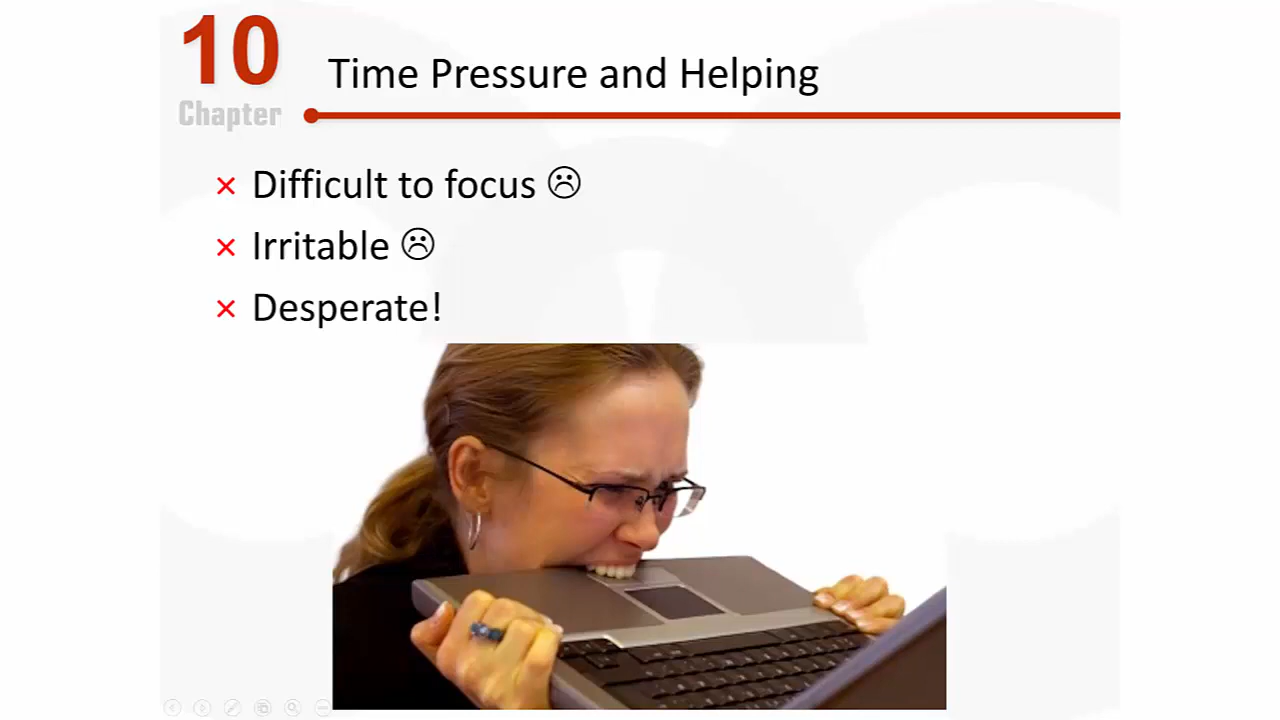 10
Chapter
Time Pressure and Helping
× Difficult to focus ☹
× Irritable ☹
× Desperate!